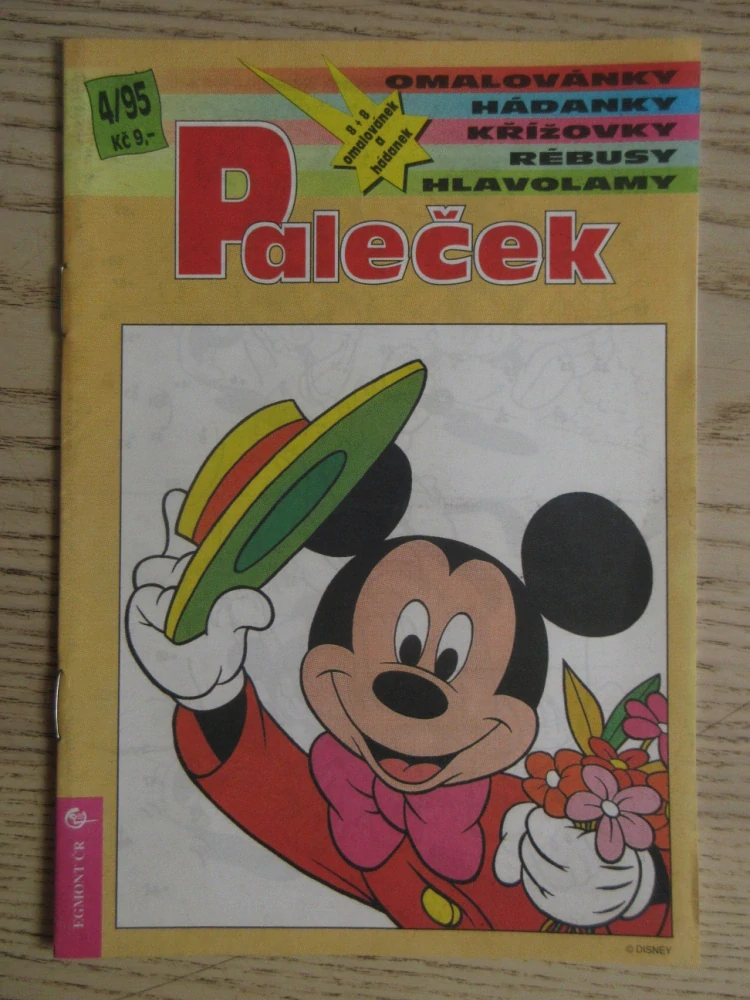 4/95
Kč 9,-
OMALOVÁNKY
HÁDANKY
KŘÍŽOVKY
RÉBUSY
HLAVOLAMY
8 + 8
omalovánek
a
hádanek
Paleček
EGMONT ČR
© DISNEY